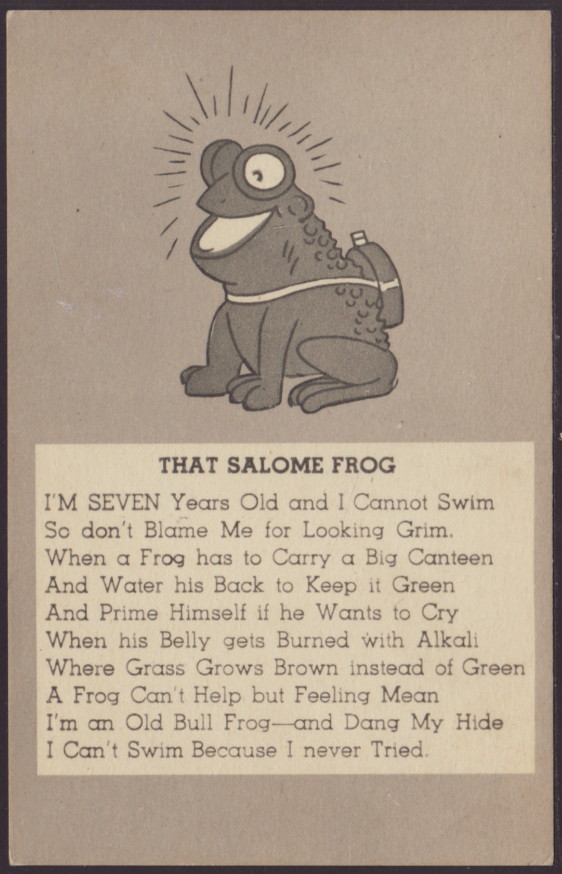 THAT SALOME FROG
I'M SEVEN Years Old and I Cannot Swim
So don't Blame Me for Looking Grim.
When a Frog has to Carry a Big Canteen
And Water his Back to Keep it Green
And Prime Himself if he Wants to Cry
When his Belly gets Burned with Alkali
Where Grass Grows Brown instead of Green
A Frog Can't Help but Feeling Mean
I'm an Old Bull Frog—and Dang My Hide
I Can't Swim Because I never Tried.